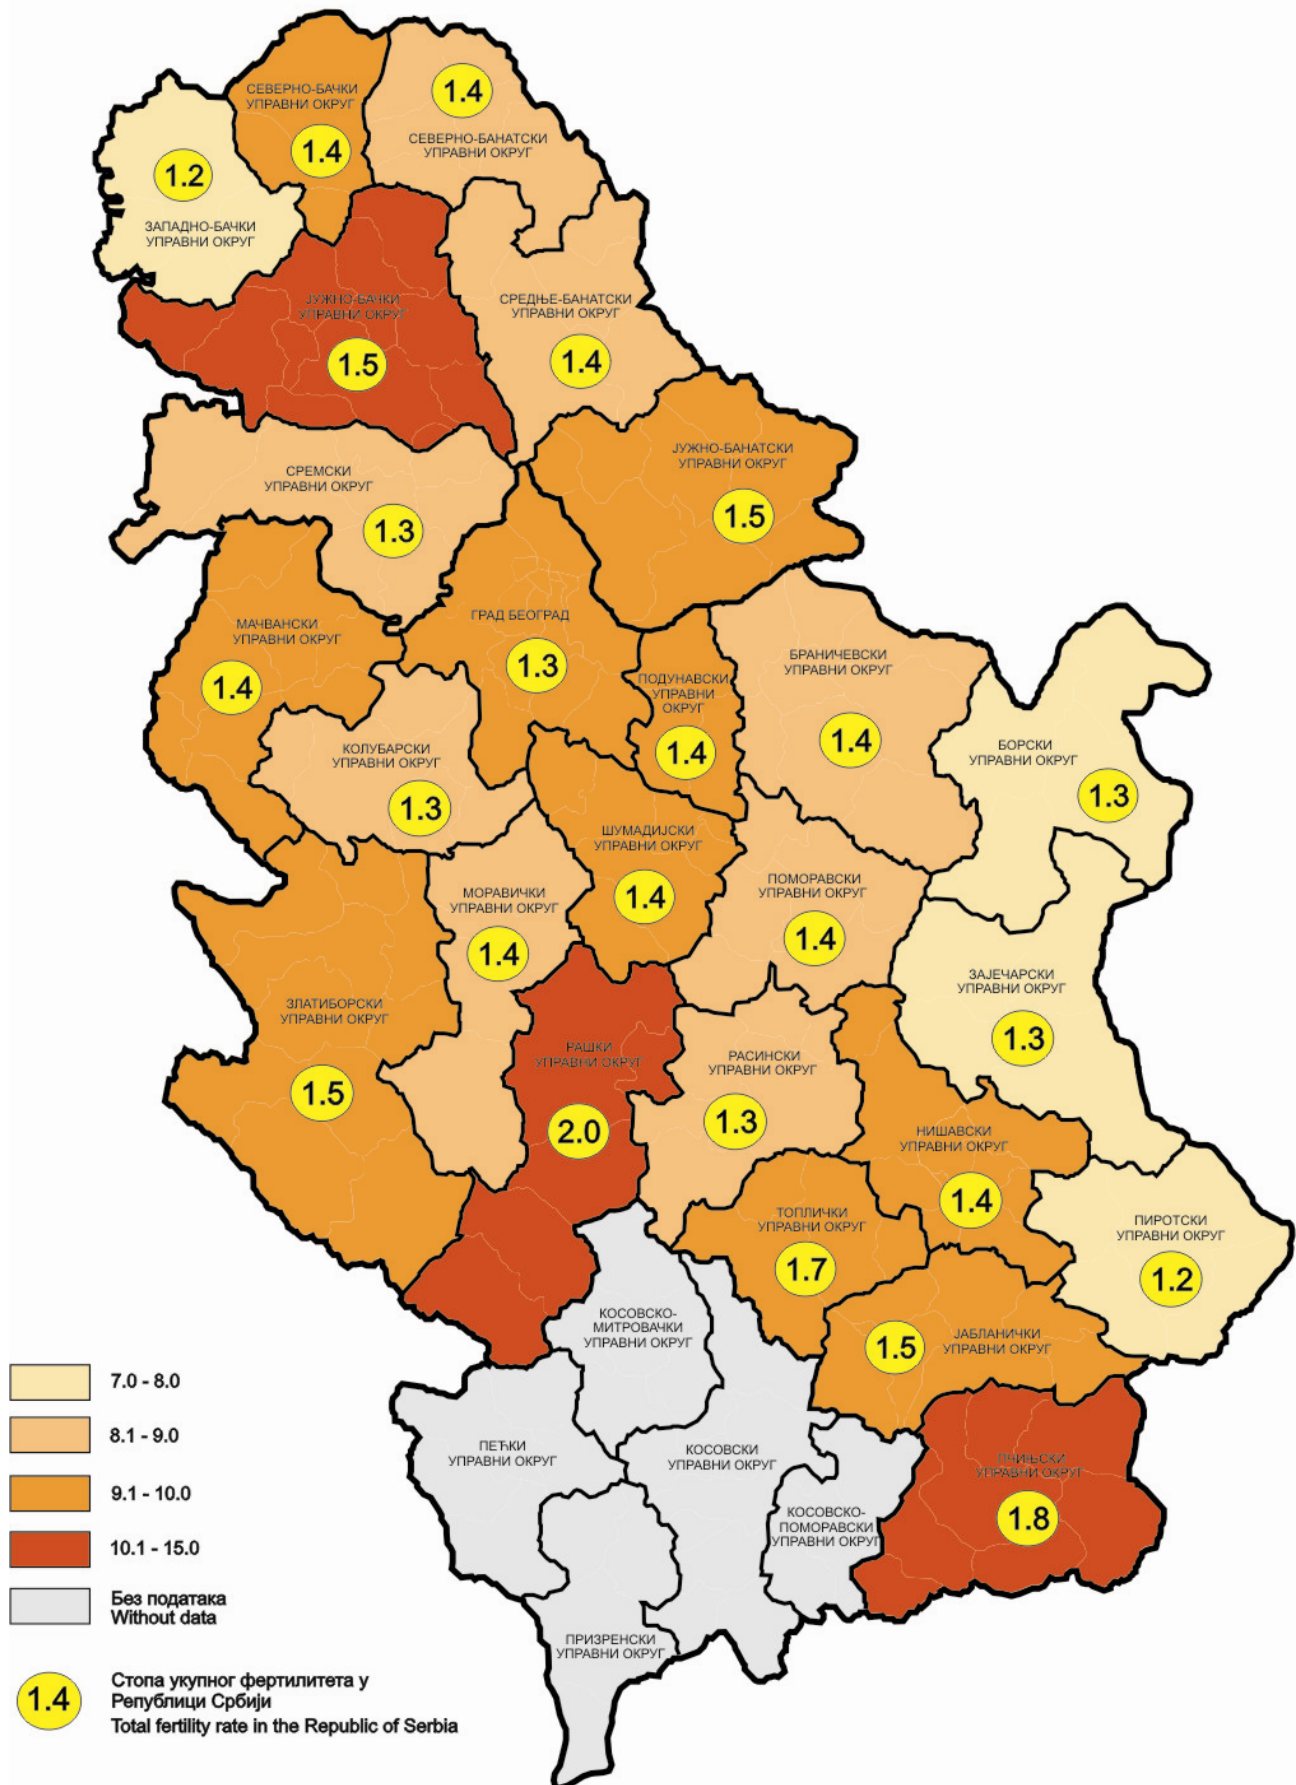 СЕВЕРНО-БАЧКИ
УПРАВНИ ОКРУГ
1.4
1.4
СЕВЕРНО-БАНАТСКИ
УПРАВНИ ОКРУГ
1.2
ЗАПАДНО-БАЧКИ
УПРАВНИ ОКРУГ
ЈУЖНО-БАЧКИ
УПРАВНИ ОКРУГ
1.5
СРЕДЊЕ-БАНАТСКИ
УПРАВНИ ОКРУГ
1.4
ЈУЖНО-БАНАТСКИ
УПРАВНИ ОКРУГ
1.5
СРЕМСКИ
УПРАВНИ ОКРУГ
1.3
МАЧВАНСКИ
УПРАВНИ ОКРУГ
1.4
ГРАД БЕОГРАД
1.3
ПОДУНАВСКИ
УПРАВНИ
ОКРУГ
1.4
БРАНИЧЕВСКИ
УПРАВНИ ОКРУГ
1.4
БОРСКИ
УПРАВНИ ОКРУГ
1.3
КОЛУБАРСКИ
УПРАВНИ ОКРУГ
1.3
ШУМАДИЈСКИ
УПРАВНИ ОКРУГ
1.4
МОРАВИЧКИ
УПРАВНИ ОКРУГ
1.4
ПОМОРАВСКИ
УПРАВНИ ОКРУГ
1.4
ЗАЈЕЧАРСКИ
УПРАВНИ ОКРУГ
1.3
ЗЛАТИБОРСКИ
УПРАВНИ ОКРУГ
1.5
РАШКИ
УПРАВНИ ОКРУГ
2.0
РАСИНСКИ
УПРАВНИ ОКРУГ
1.3
НИШАВСКИ
УПРАВНИ ОКРУГ
1.4
ТОПЛИЧКИ
УПРАВНИ ОКРУГ
1.7
ПИРОТСКИ
УПРАВНИ ОКРУГ
1.2
КОСОВСКО-
МИТРОВАЧКИ
УПРАВНИ ОКРУГ
1.5
ЈАБЛАНИЧКИ
УПРАВНИ ОКРУГ
ПЕЋКИ
УПРАВНИ ОКРУГ
КОСОВСКИ
УПРАВНИ ОКРУГ
КОСОВСКО-
ПОМОРАВСКИ
УПРАВНИ ОКРУГ
ПЧИЊСКИ
УПРАВНИ ОКРУГ
1.8
ПРИЗРЕНСКИ
УПРАВНИ ОКРУГ
7.0 - 8.0
8.1 - 9.0
9.1 - 10.0
10.1 - 15.0
Без података
Without data
1.4
Стопа укупног фертилитета у
Републици Србији
Total fertility rate in the Republic of Serbia